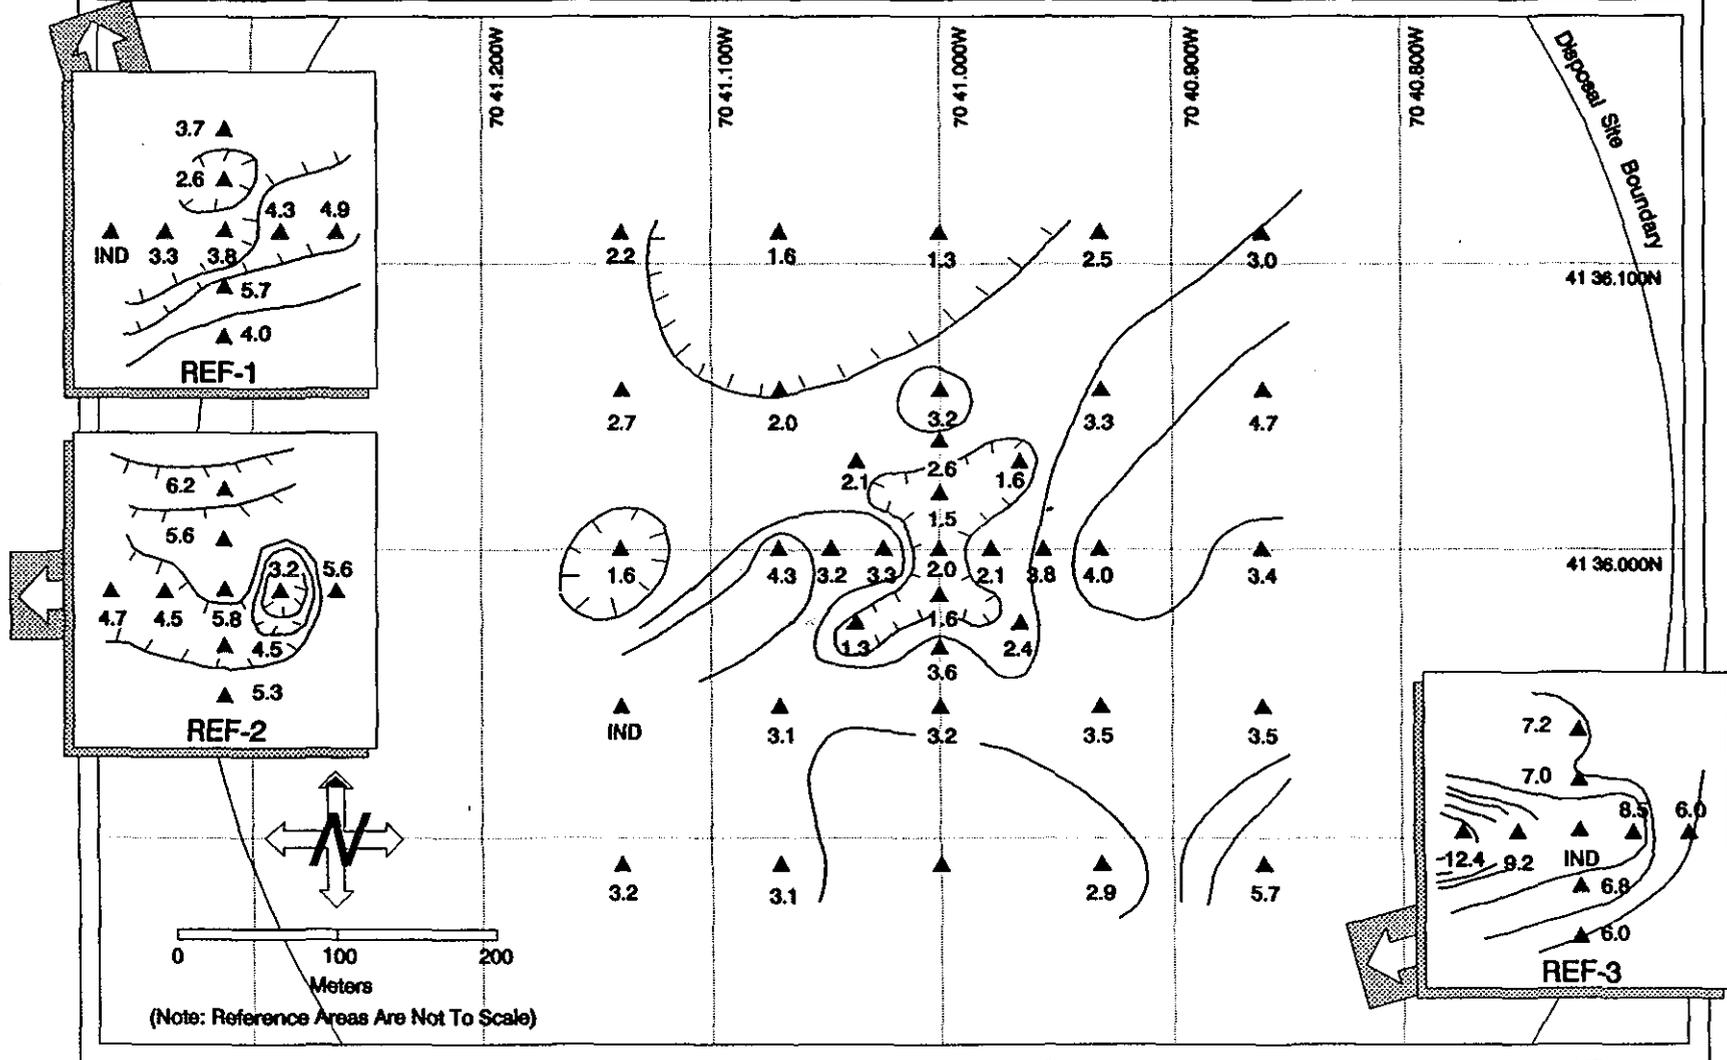 70 41.200W
70 41.100W
70 41.000W
70 40.900W
70 40.800W
Disposal Site Boundary
3.7
2.6
4.3 4.9
IND 3.3 3.8
5.7
4.0
REF-1
2.2 1.6 1.3 2.5 3.0
41 36.100N
2.7 2.0 3.2 3.3 4.7
2.6
2.1 1.6
1.5
6.2
5.6
3.2 5.6
4.7 4.5 5.8
4.5
5.3
REF-2
41 36.000N
1.6 4.3 3.2 3.3 2.0 2.1 3.8 4.0 3.4
1.6
1.3 2.4
3.6
IND 3.1 3.2 3.5 3.5
7.2
7.0
8.5 6.0
12.4 9.2 IND
6.8
6.0
REF-3
N
3.2 3.1 2.9 5.7
0 100 200
Meters
(Note: Reference Areas Are Not To Scale)